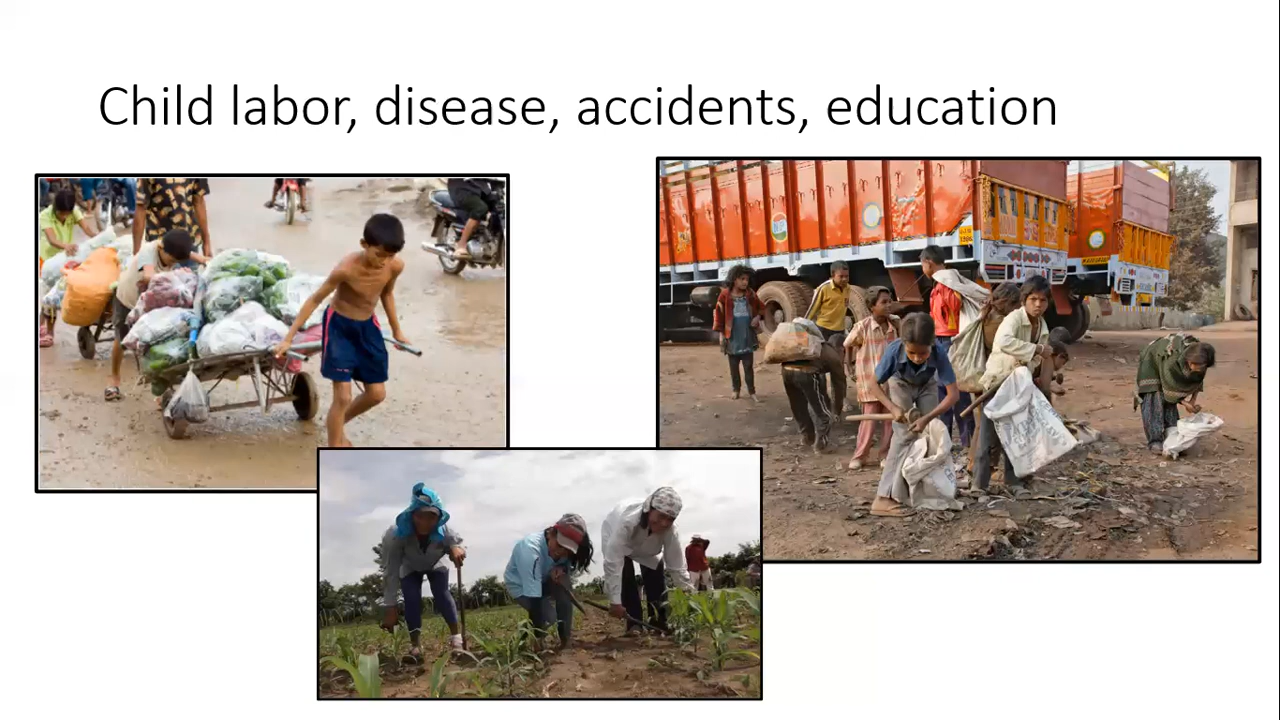 Child labor, disease, accidents, education